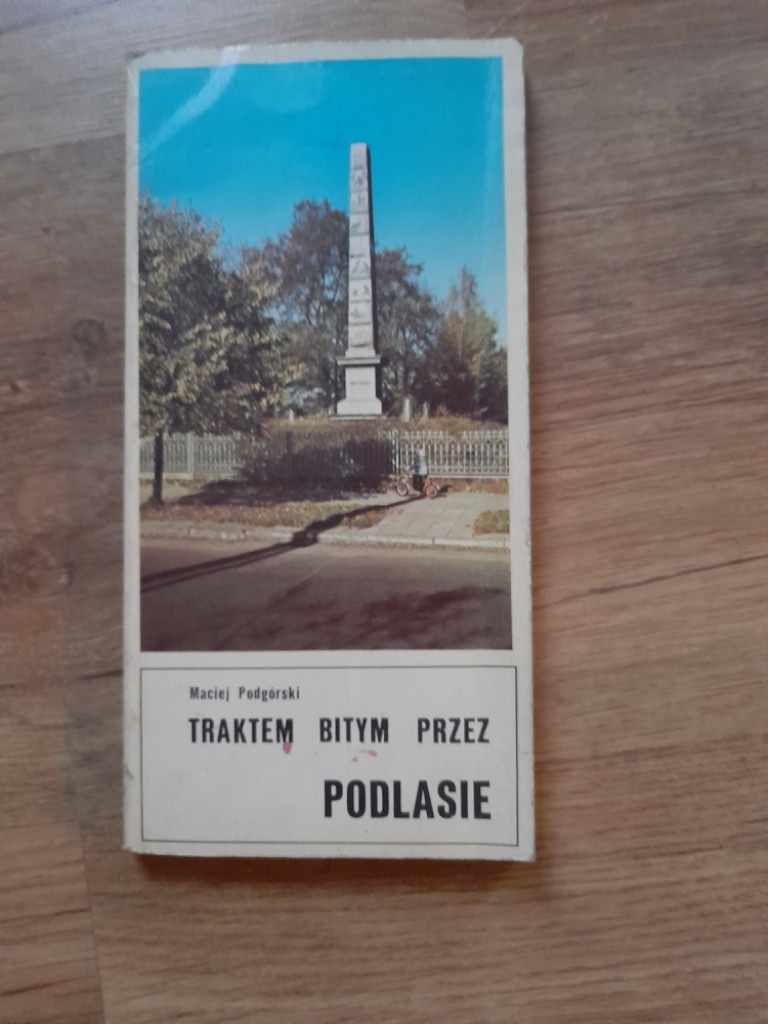 Maciej Podgórski
TRAKTEM BITYM PRZEZ
PODLASIE